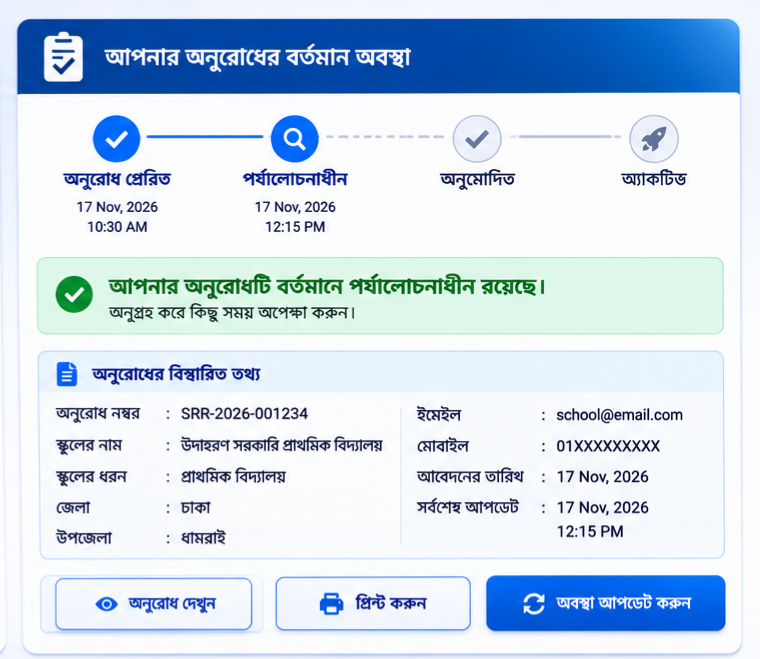 আপনার অনুরোধের বর্তমান অবস্থা
অনুরোধ প্রেরিত
17 Nov, 2026
10:30 AM
পর্যালোচনাধীন
17 Nov, 2026
12:15 PM
অনুমোদিত
অ্যাকটিভ
আপনার অনুরোধটি বর্তমানে পর্যালোচনাধীন রয়েছে।
অনুগ্রহ করে কিছু সময় অপেক্ষা করুন।
অনুরোধের বিস্তারিত তথ্য
অনুরোধ নম্বর : SRR-2026-001234
স্কুলের নাম : উদাহরণ সরকারি প্রাথমিক বিদ্যালয়
স্কুলের ধরন : প্রাথমিক বিদ্যালয়
জেলা : ঢাকা
উপজেলা : ধামরাই
ইমেইল : school@email.com
মোবাইল : 01XXXXXXXXX
আবেদনের তারিখ : 17 Nov, 2026
সর্বশেহ আপডেট : 17 Nov, 2026
12:15 PM
অনুরোধ দেখুন
প্রিন্ট করুন
অবস্থা আপডেট করুন